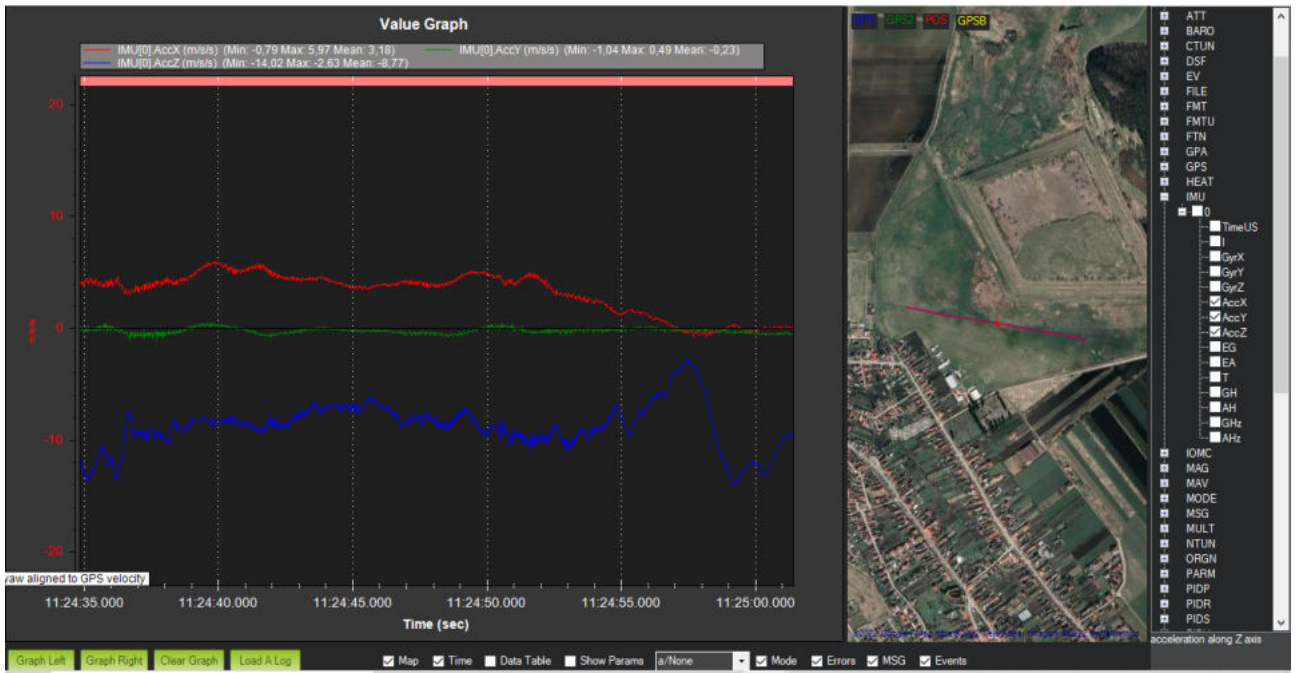 Value Graph
IMU[0].AccX (m/s/s) (Min: -0,79 Max: 5,97 Mean: 3,18) IMU[0].AccY (m/s/s) (Min: -1,04 Max: 0,49 Mean: -0,23)
IMU[0].AccZ (m/s/s) (Min: -14,02 Max: -2,63 Mean: -8,77)
20
10
0
-10
-20
yaw aligned to GPS velocity
11:24:35.000 11:24:40.000 11:24:45.000 11:24:50.000 11:24:55.000 11:25:00.000
Time (sec)
GPS GPS2 POS GPSB
ATT
BARO
CTUN
DSF
EV
FILE
FMT
FMTU
FTN
GPA
GPS
HEAT
IMU
0
TimeUS
I
GyrX
GyrY
GyrZ
AccX
AccY
AccZ
EG
EA
T
GH
AH
GHz
AHz
IOMC
MAG
MAV
MODE
MSG
MULT
NTUN
ORGN
PARM
PIDP
PIDR
PIDS
acceleration along Z axis
Graph Left Graph Right Clear Graph Load A Log Map Time Data Table Show Params a/None Mode Errors MSG Events